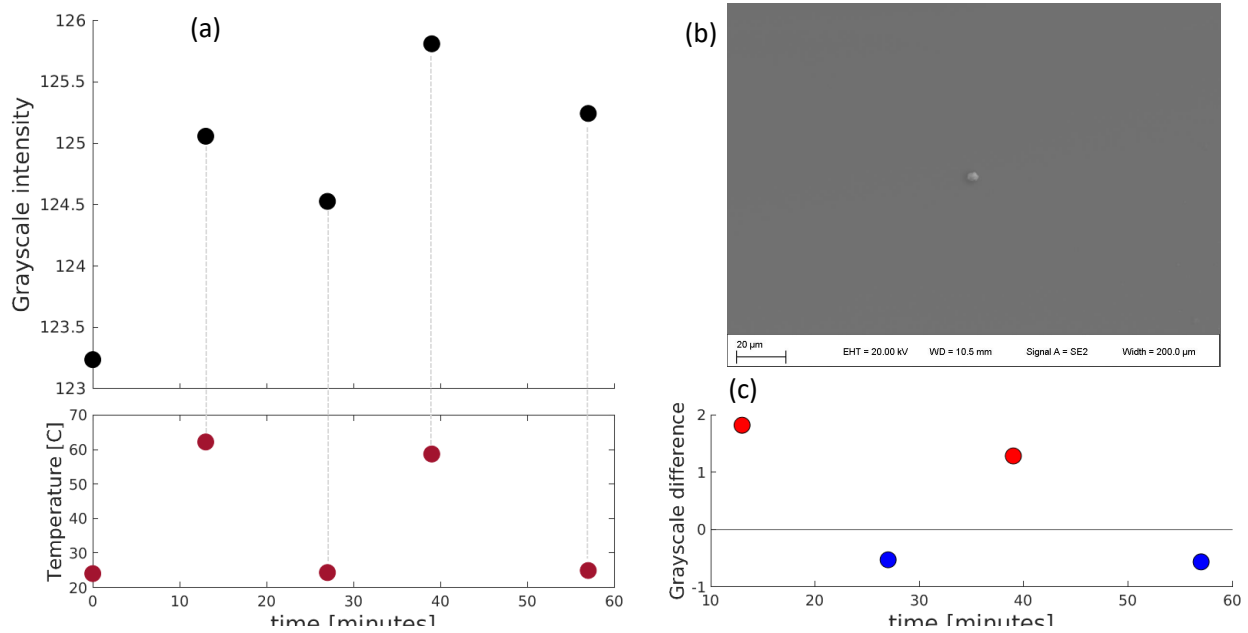 (a)
Grayscale intensity
126
125.5
125
124.5
124
123.5
123
Temperature [C]
70
60
50
40
30
20
0 10 20 30 40 50 60
time [minutes]
(b)
20 µm
EHT = 20.00 kV WD = 10.5 mm Signal A = SE2 Width = 200.0 µm
(c)
Grayscale difference
2
1
0
-1
10 20 30 40 50 60
time [minutes]